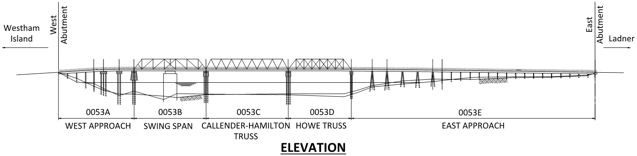 Westham
Island
West
Abutment
East
Abutment
Ladner
0053A
0053B
0053C
0053D
0053E
WEST APPROACH
SWING SPAN
CALLENDER-HAMILTON
TRUSS
HOWE TRUSS
EAST APPROACH
ELEVATION